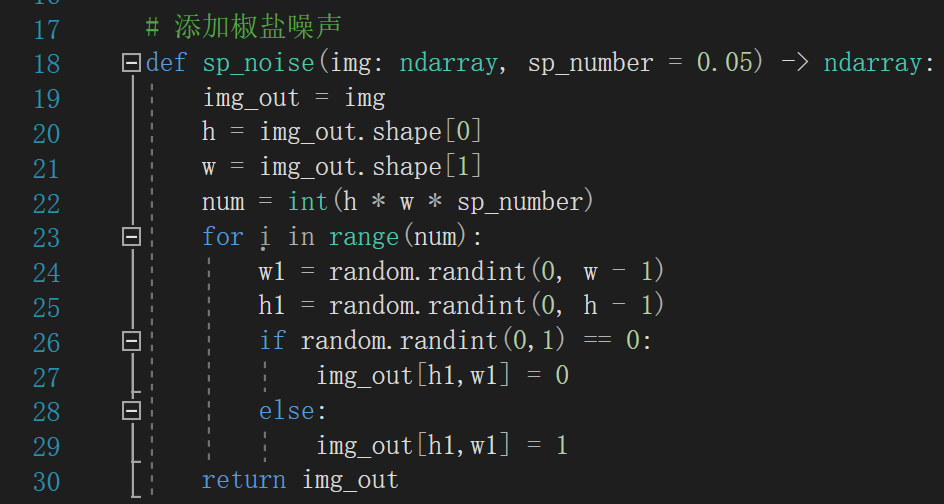 17 # 添加椒盐噪声
18 def sp_noise(img: ndarray, sp_number = 0.05) -> ndarray:
19 img_out = img
20 h = img_out.shape[0]
21 w = img_out.shape[1]
22 num = int(h * w * sp_number)
23 for i in range(num):
24 w1 = random.randint(0, w - 1)
25 h1 = random.randint(0, h - 1)
26 if random.randint(0,1) == 0:
27 img_out[h1,w1] = 0
28 else:
29 img_out[h1,w1] = 1
30 return img_out